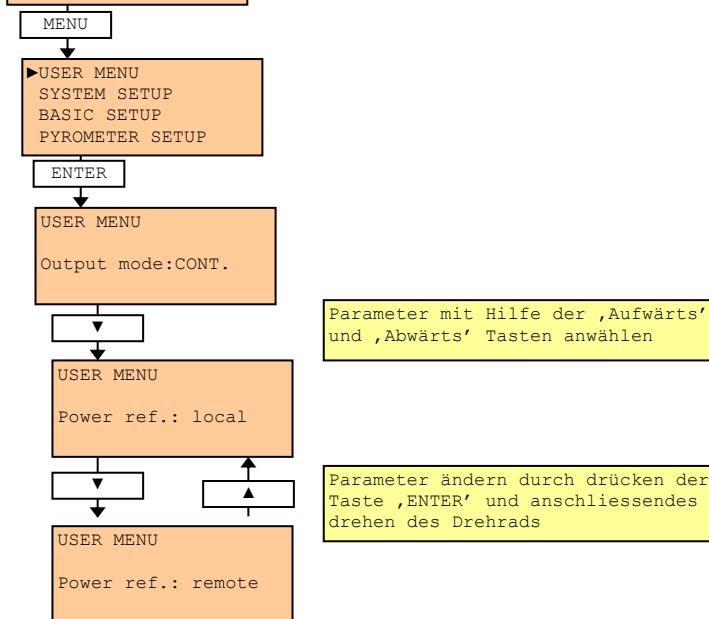 MENU
►USER MENU
SYSTEM SETUP
BASIC SETUP
PYROMETER SETUP
ENTER
USER MENU
Output mode:CONT.
▼
Parameter mit Hilfe der ‚Aufwärts’
und ‚Abwärts’ Tasten anwählen
USER MENU
Power ref.: local
▼
▲
Parameter ändern durch drücken der
Taste ‚ENTER’ und anschliessendes
drehen des Drehrads
USER MENU
Power ref.: remote